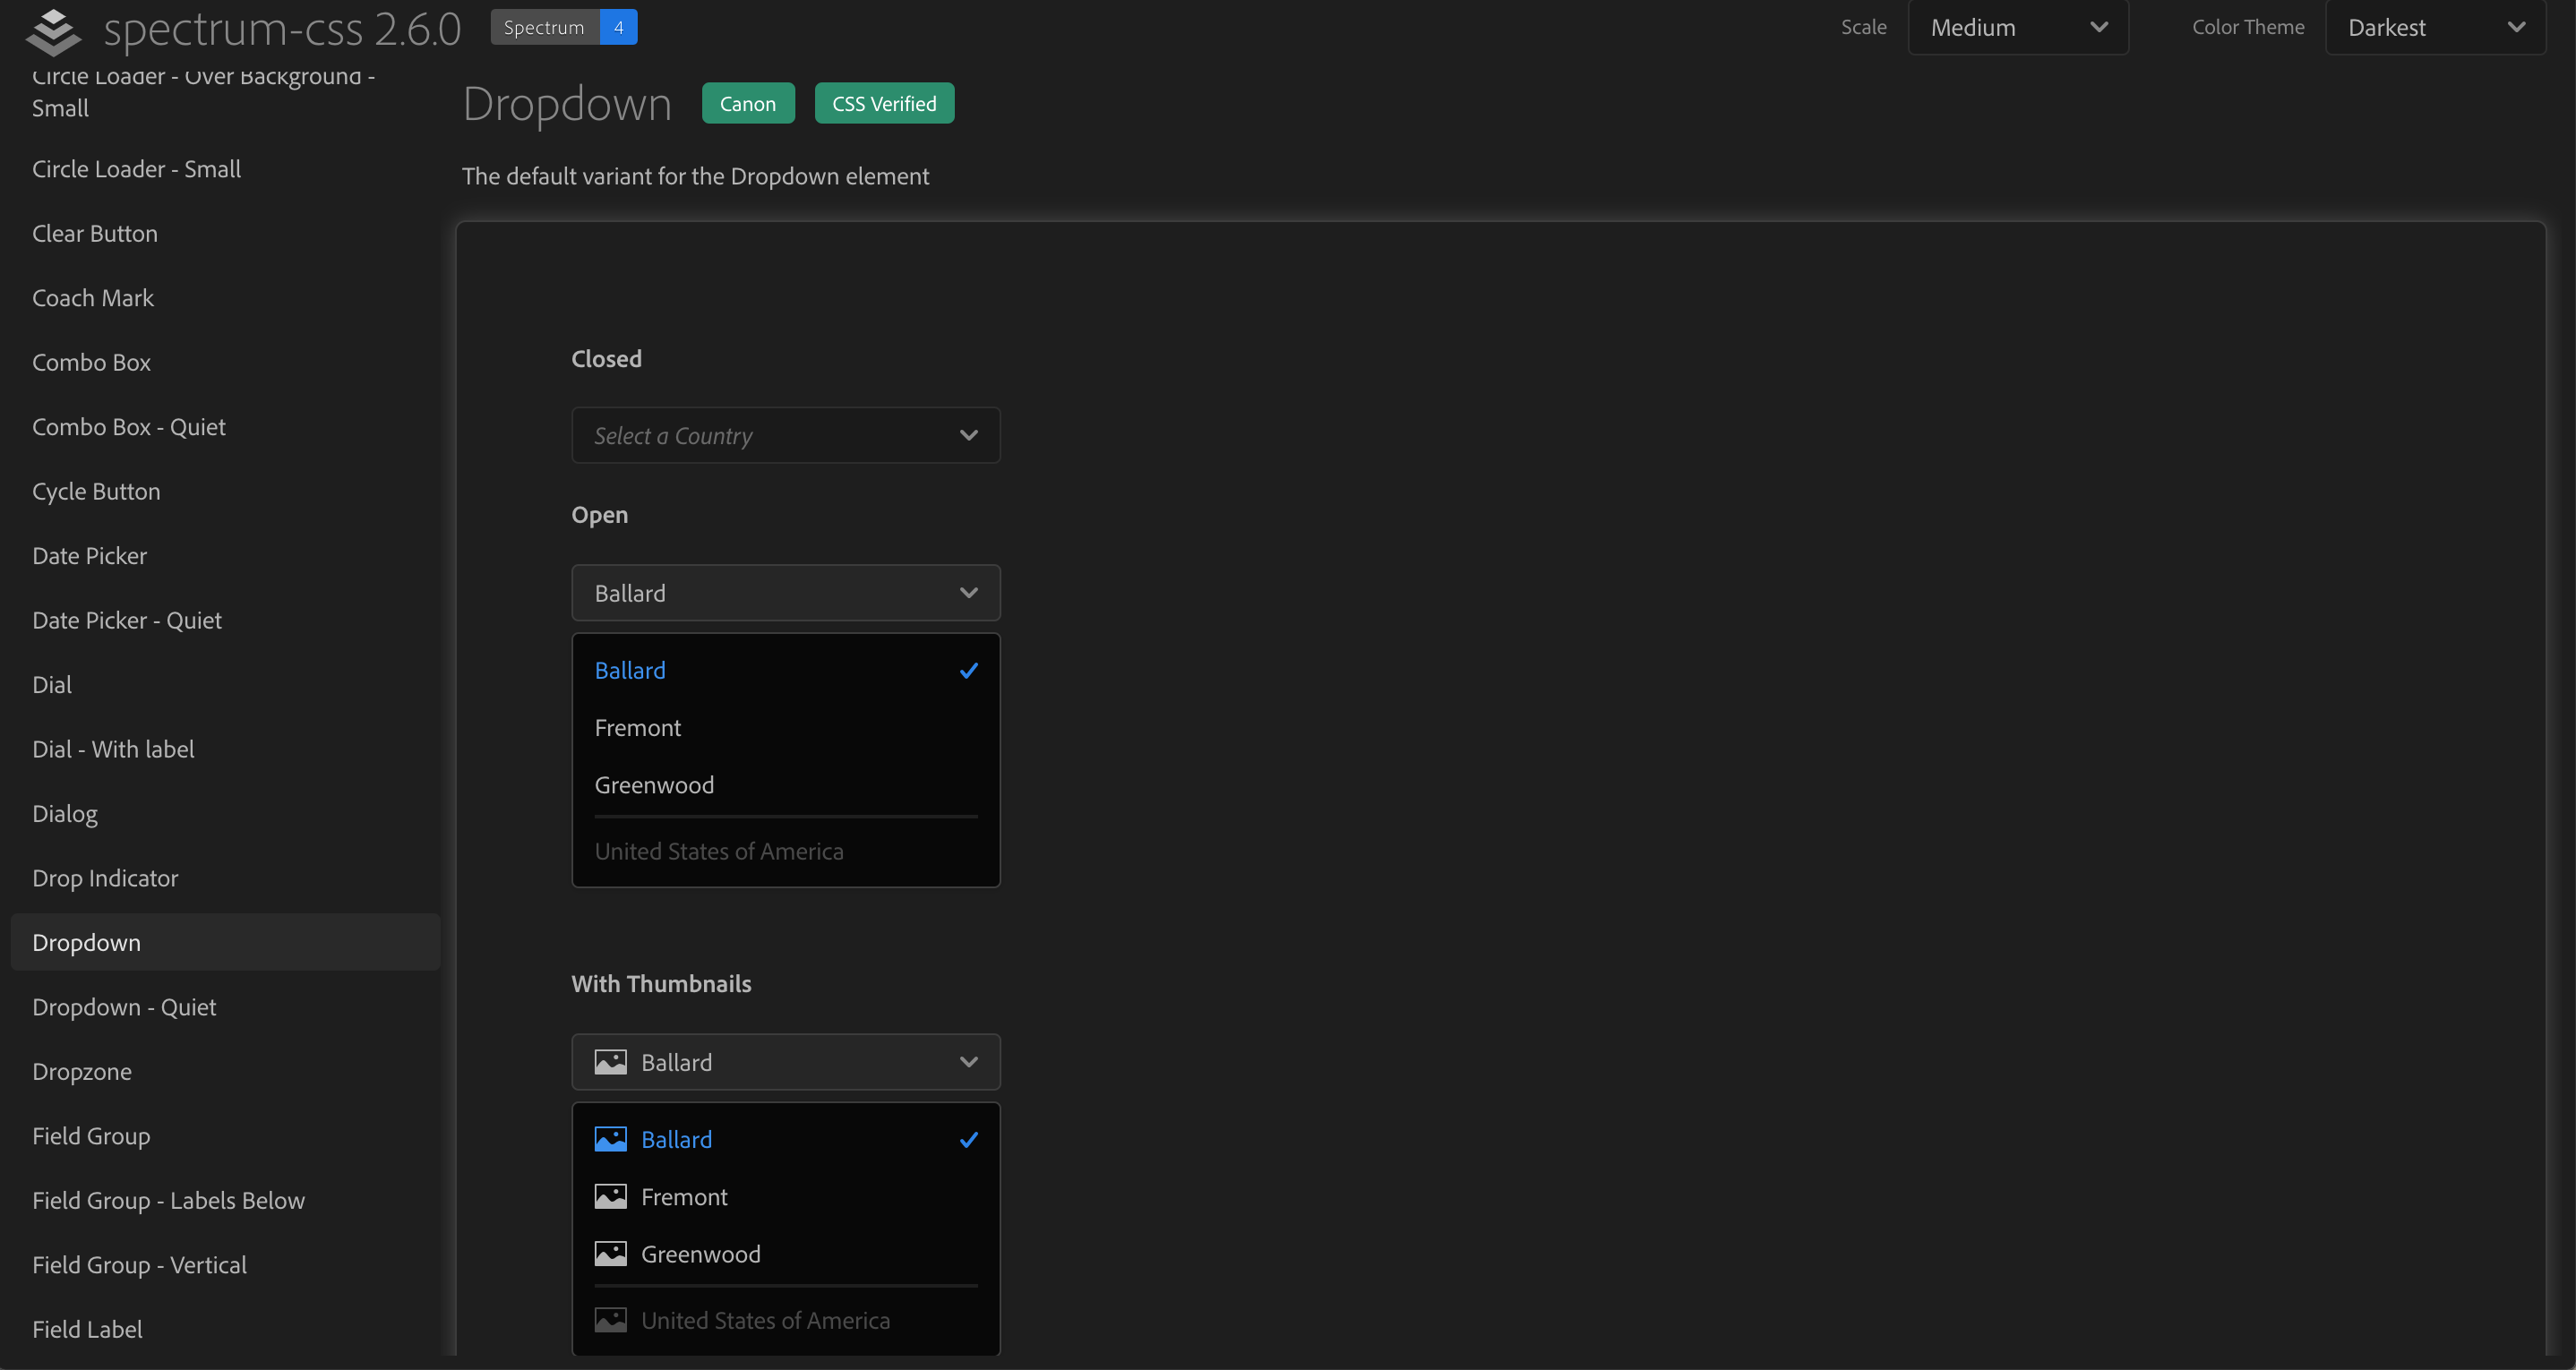 spectrum-css 2.6.0
Spectrum 4
Scale
Medium
Color Theme
Darkest
Circle Loader - Over Background -
Small
Circle Loader - Small
Clear Button
Coach Mark
Combo Box
Combo Box - Quiet
Cycle Button
Date Picker
Date Picker - Quiet
Dial
Dial - With label
Dialog
Drop Indicator
Dropdown
Dropdown - Quiet
Dropzone
Field Group
Field Group - Labels Below
Field Group - Vertical
Field Label
Dropdown
Canon
CSS Verified
The default variant for the Dropdown element
Closed
Select a Country
Open
Ballard
Ballard
Fremont
Greenwood
United States of America
With Thumbnails
Ballard
Ballard
Fremont
Greenwood
United States of America